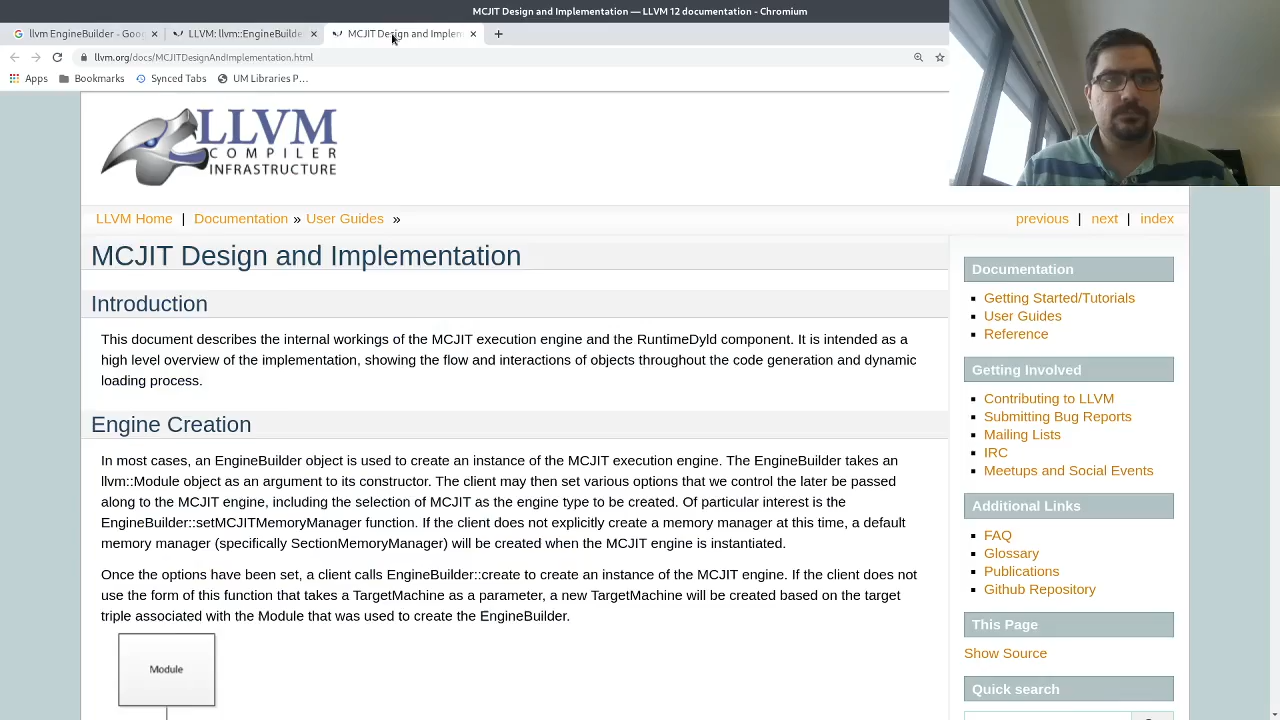 MCJIT Design and Implementation — LLVM 12 documentation - Chromium
llvm EngineBuilder - Goo
LLVM: llvm::EngineBuilde
MCJIT Design and Implem
llvm.org/docs/MCJITDesignAndImplementation.html
Apps
Bookmarks
Synced Tabs
UM Libraries P…
LLVM
COMPILER
INFRASTRUCTURE
LLVM Home | Documentation » User Guides »
previous | next | index
MCJIT Design and Implementation
Introduction
This document describes the internal workings of the MCJIT execution engine and the RuntimeDyld component. It is intended as a
high level overview of the implementation, showing the flow and interactions of objects throughout the code generation and dynamic
loading process.
Engine Creation
In most cases, an EngineBuilder object is used to create an instance of the MCJIT execution engine. The EngineBuilder takes an
llvm::Module object as an argument to its constructor. The client may then set various options that we control the later be passed
along to the MCJIT engine, including the selection of MCJIT as the engine type to be created. Of particular interest is the
EngineBuilder::setMCJITMemoryManager function. If the client does not explicitly create a memory manager at this time, a default
memory manager (specifically SectionMemoryManager) will be created when the MCJIT engine is instantiated.
Once the options have been set, a client calls EngineBuilder::create to create an instance of the MCJIT engine. If the client does not
use the form of this function that takes a TargetMachine as a parameter, a new TargetMachine will be created based on the target
triple associated with the Module that was used to create the EngineBuilder.
Module
Documentation
Getting Started/Tutorials
User Guides
Reference
Getting Involved
Contributing to LLVM
Submitting Bug Reports
Mailing Lists
IRC
Meetups and Social Events
Additional Links
FAQ
Glossary
Publications
Github Repository
This Page
Show Source
Quick search